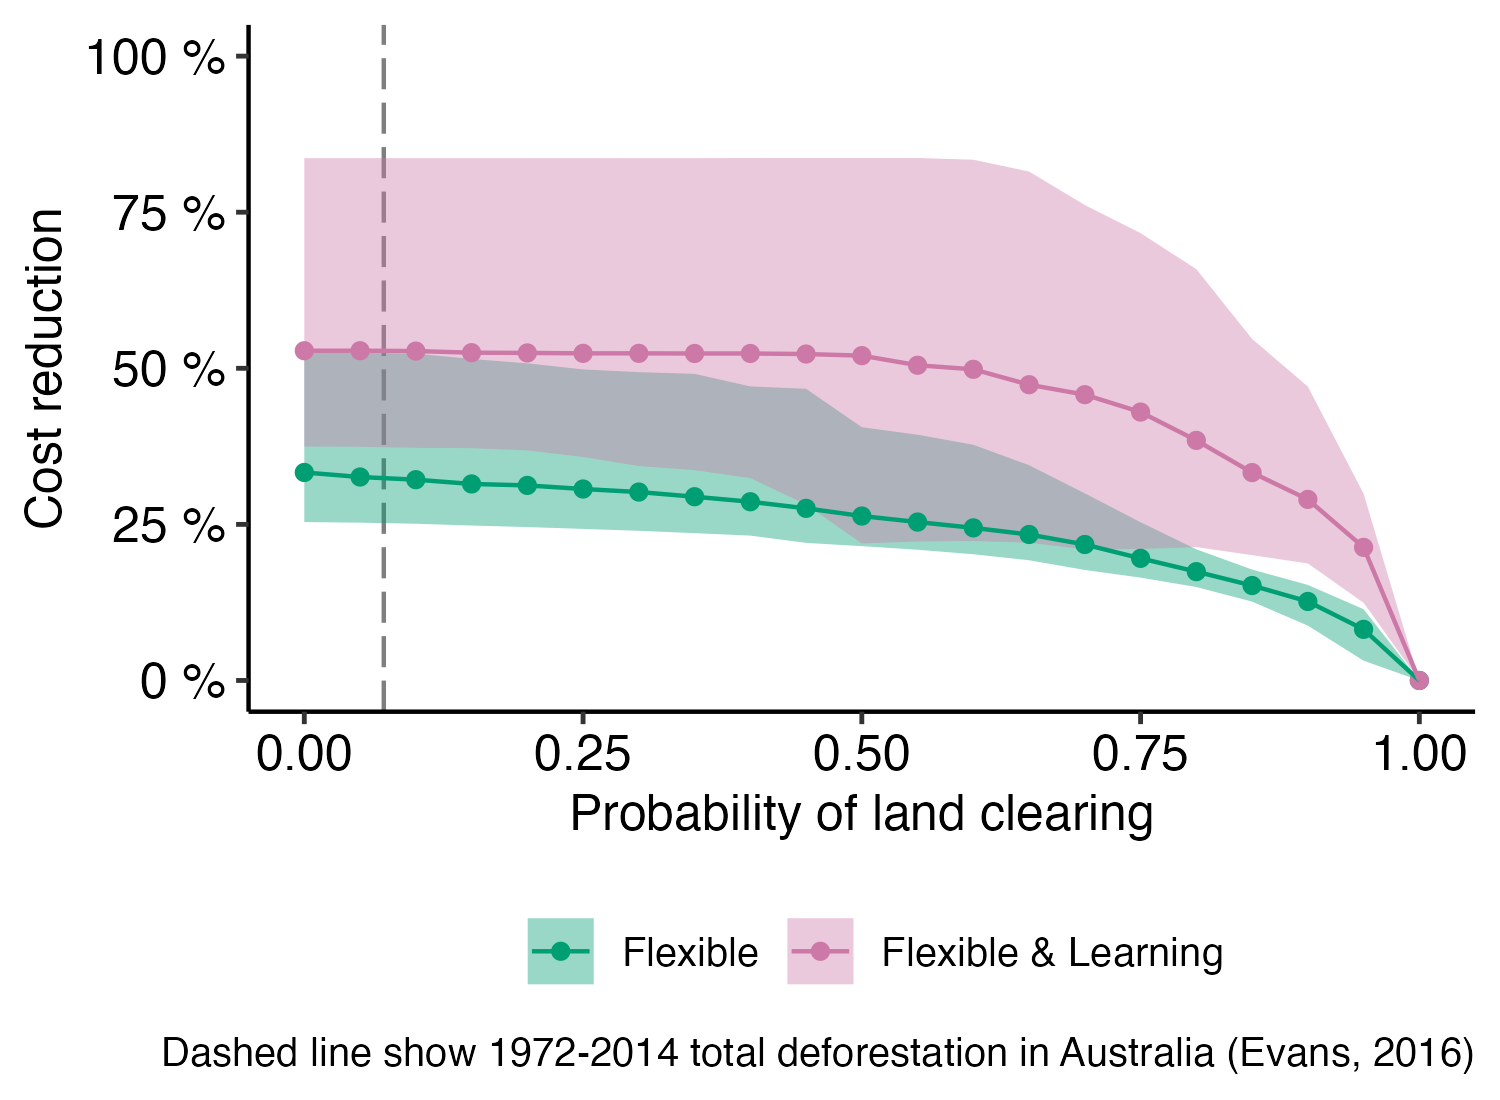 100 %
75 %
50 %
25 %
0 %
Cost reduction
0.00 0.25 0.50 0.75 1.00
Probability of land clearing
Flexible Flexible & Learning
Dashed line show 1972-2014 total deforestation in Australia (Evans, 2016)